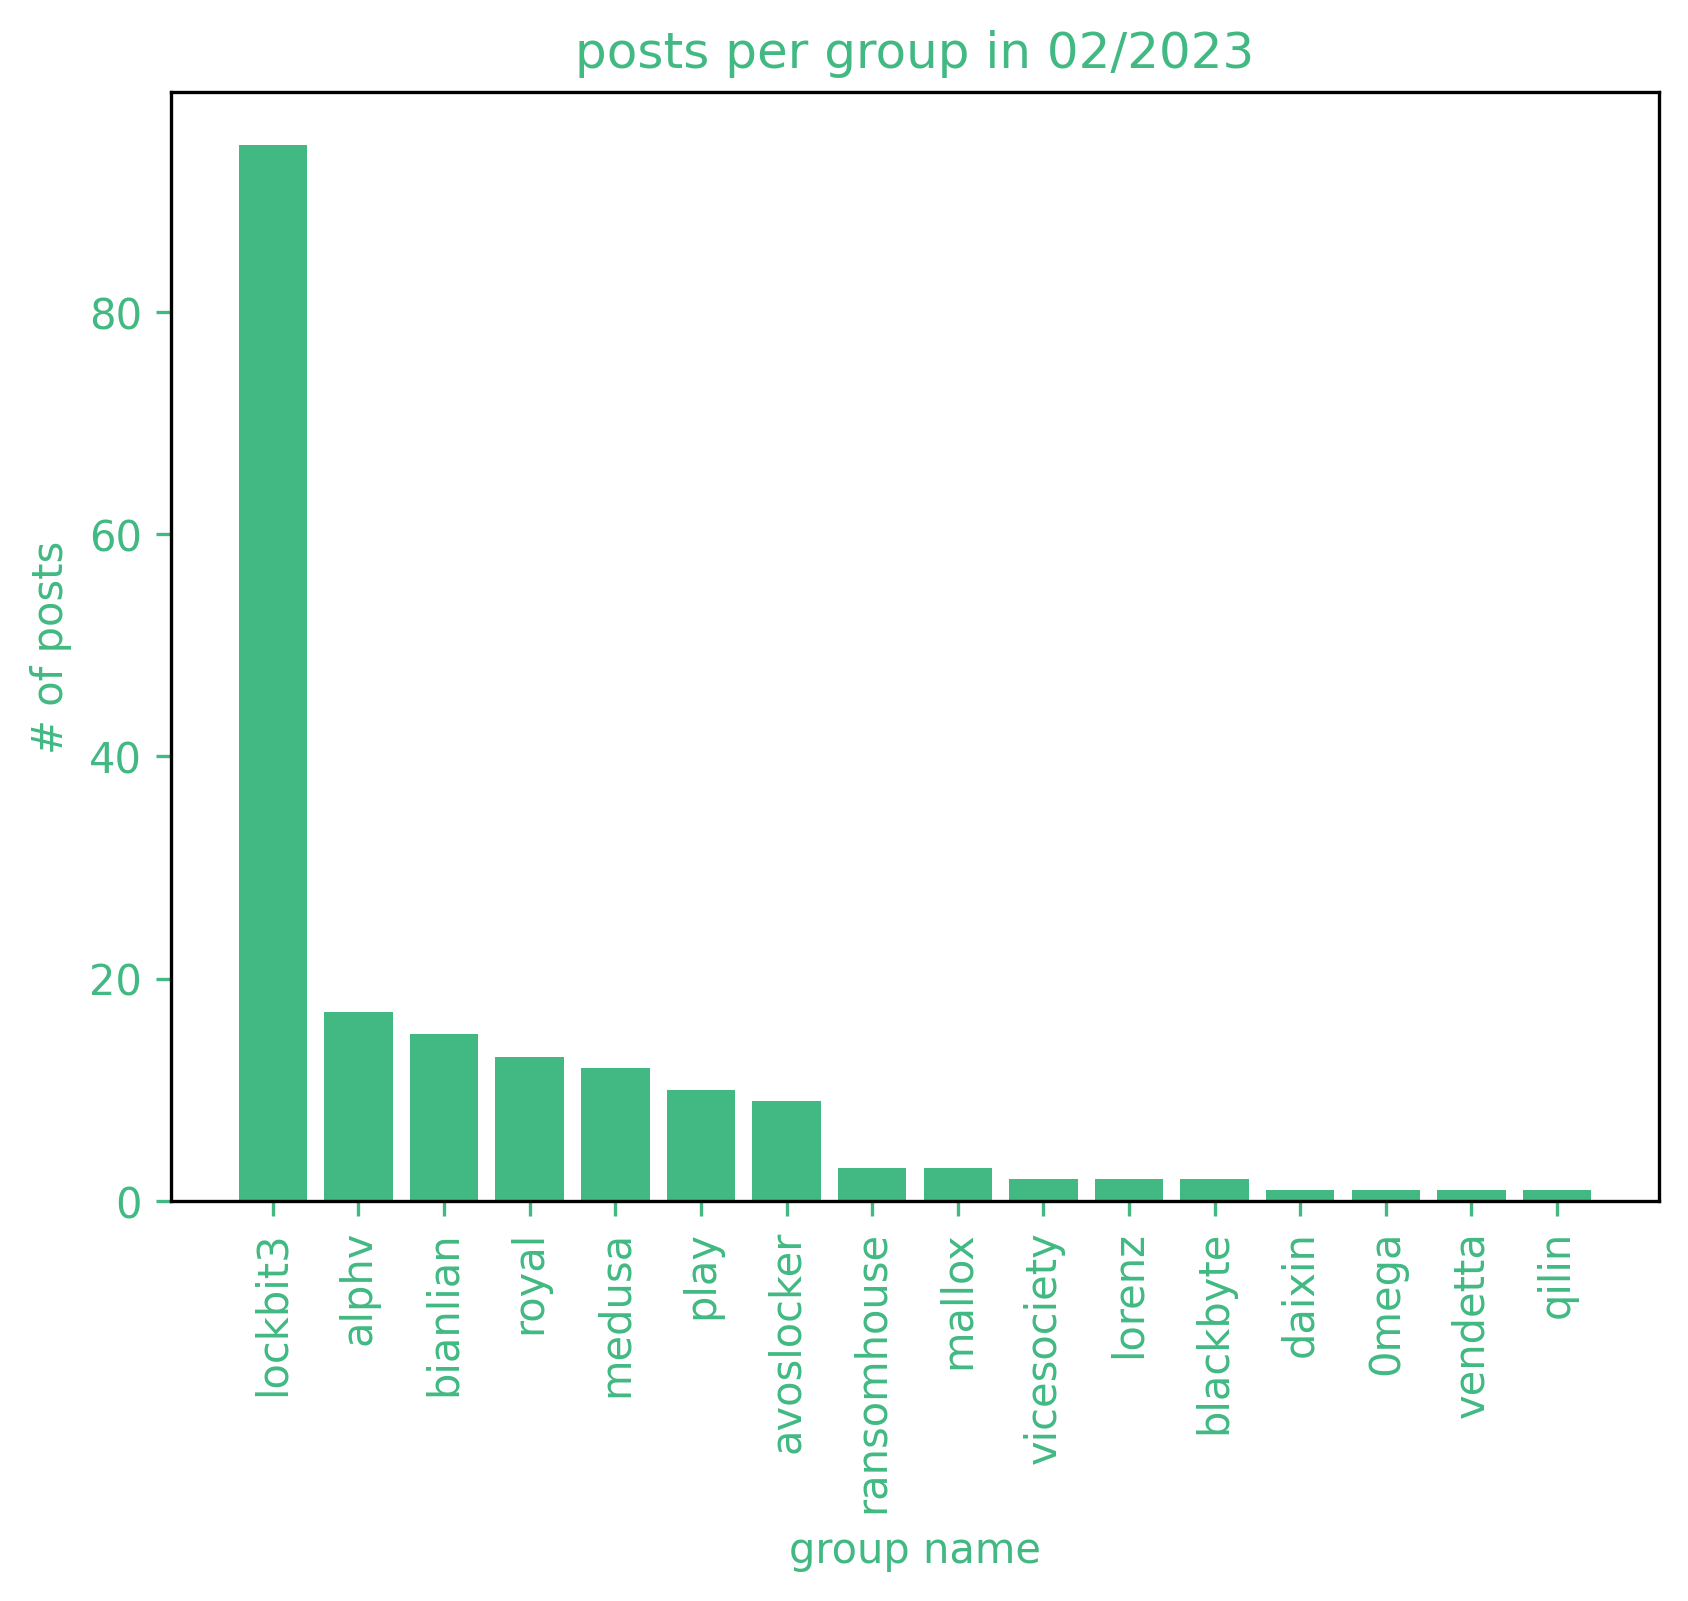 posts per group in 02/2023
# of posts
80
60
40
20
0
lockbit3
alphv
bianlian
royal
medusa
play
avoslocker
ransomhouse
mallox
vicesociety
lorenz
blackbyte
daixin
0mega
vendetta
qilin
group name